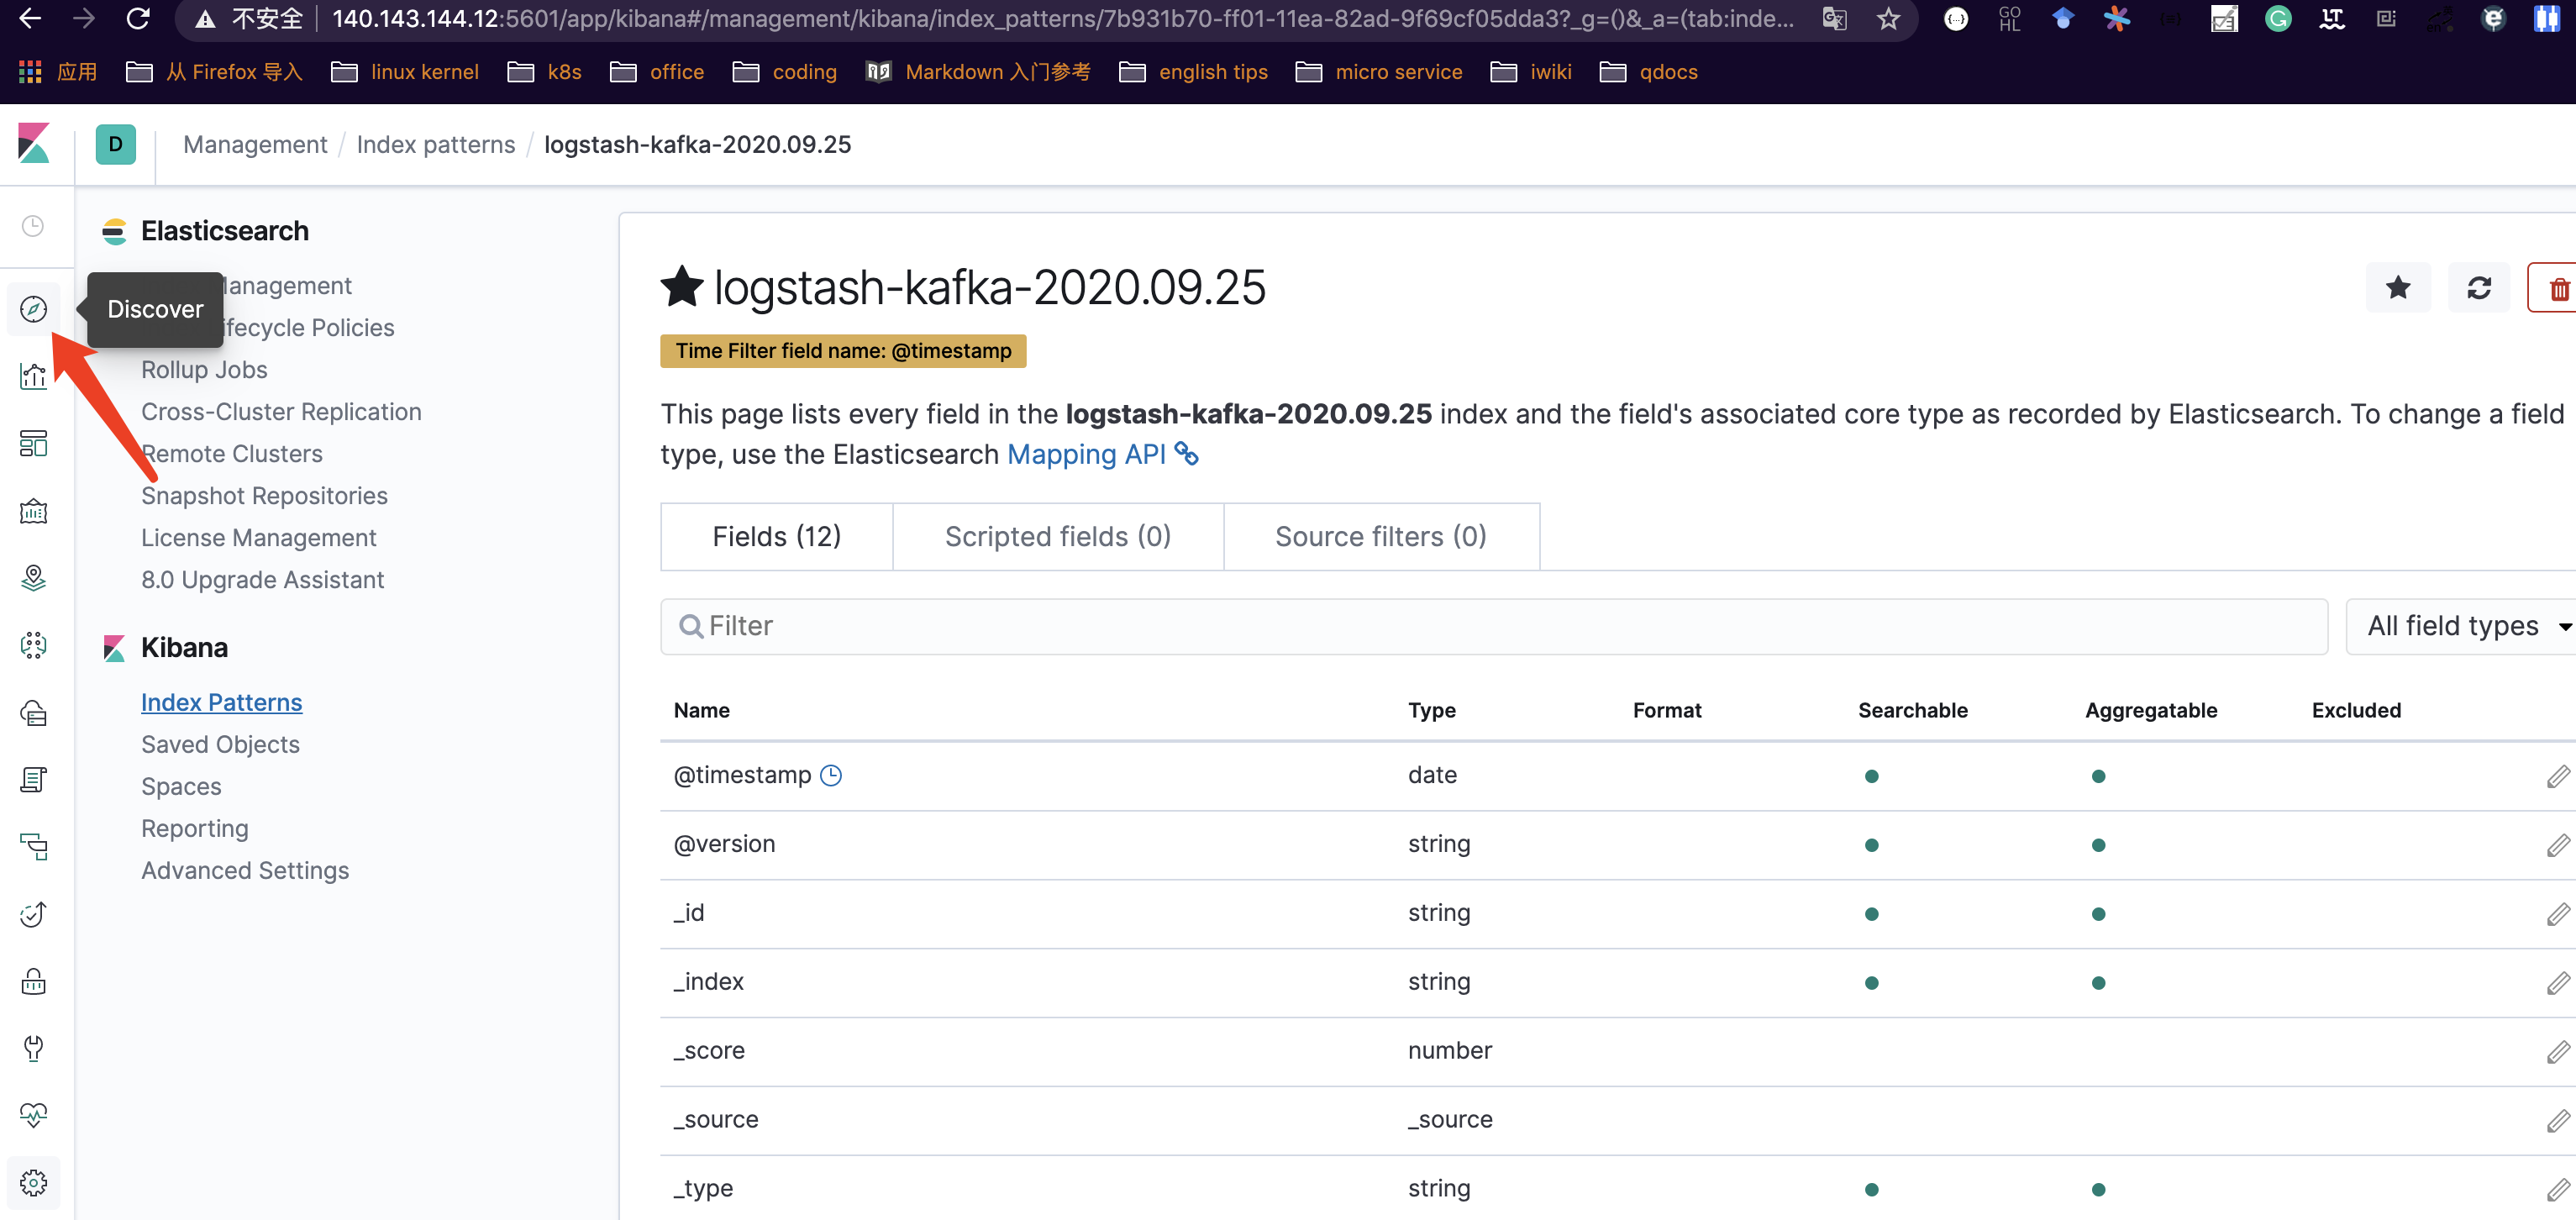 不安全 140.143.144.12:5601/app/kibana#/management/kibana/index_patterns/7b931b70-ff01-11ea-82ad-9f69cf05dda3?_g=()&_a=(tab:inde...
GO HL
应用 从 Firefox 导入 linux kernel k8s office coding Markdown 入门参考 english tips micro service iwiki qdocs
D Management / Index patterns / logstash-kafka-2020.09.25
Elasticsearch
Discover
anagement
ifecycle Policies
Rollup Jobs
Cross-Cluster Replication
Remote Clusters
Snapshot Repositories
License Management
8.0 Upgrade Assistant
Kibana
Index Patterns
Saved Objects
Spaces
Reporting
Advanced Settings
logstash-kafka-2020.09.25
Time Filter field name: @timestamp
This page lists every field in the logstash-kafka-2020.09.25 index and the field's associated core type as recorded by Elasticsearch. To change a field
type, use the Elasticsearch Mapping API
Fields (12) Scripted fields (0) Source filters (0)
Filter All field types
Name Type Format Searchable Aggregatable Excluded
@timestamp date
@version string
_id string
_index string
_score number
_source _source
_type string